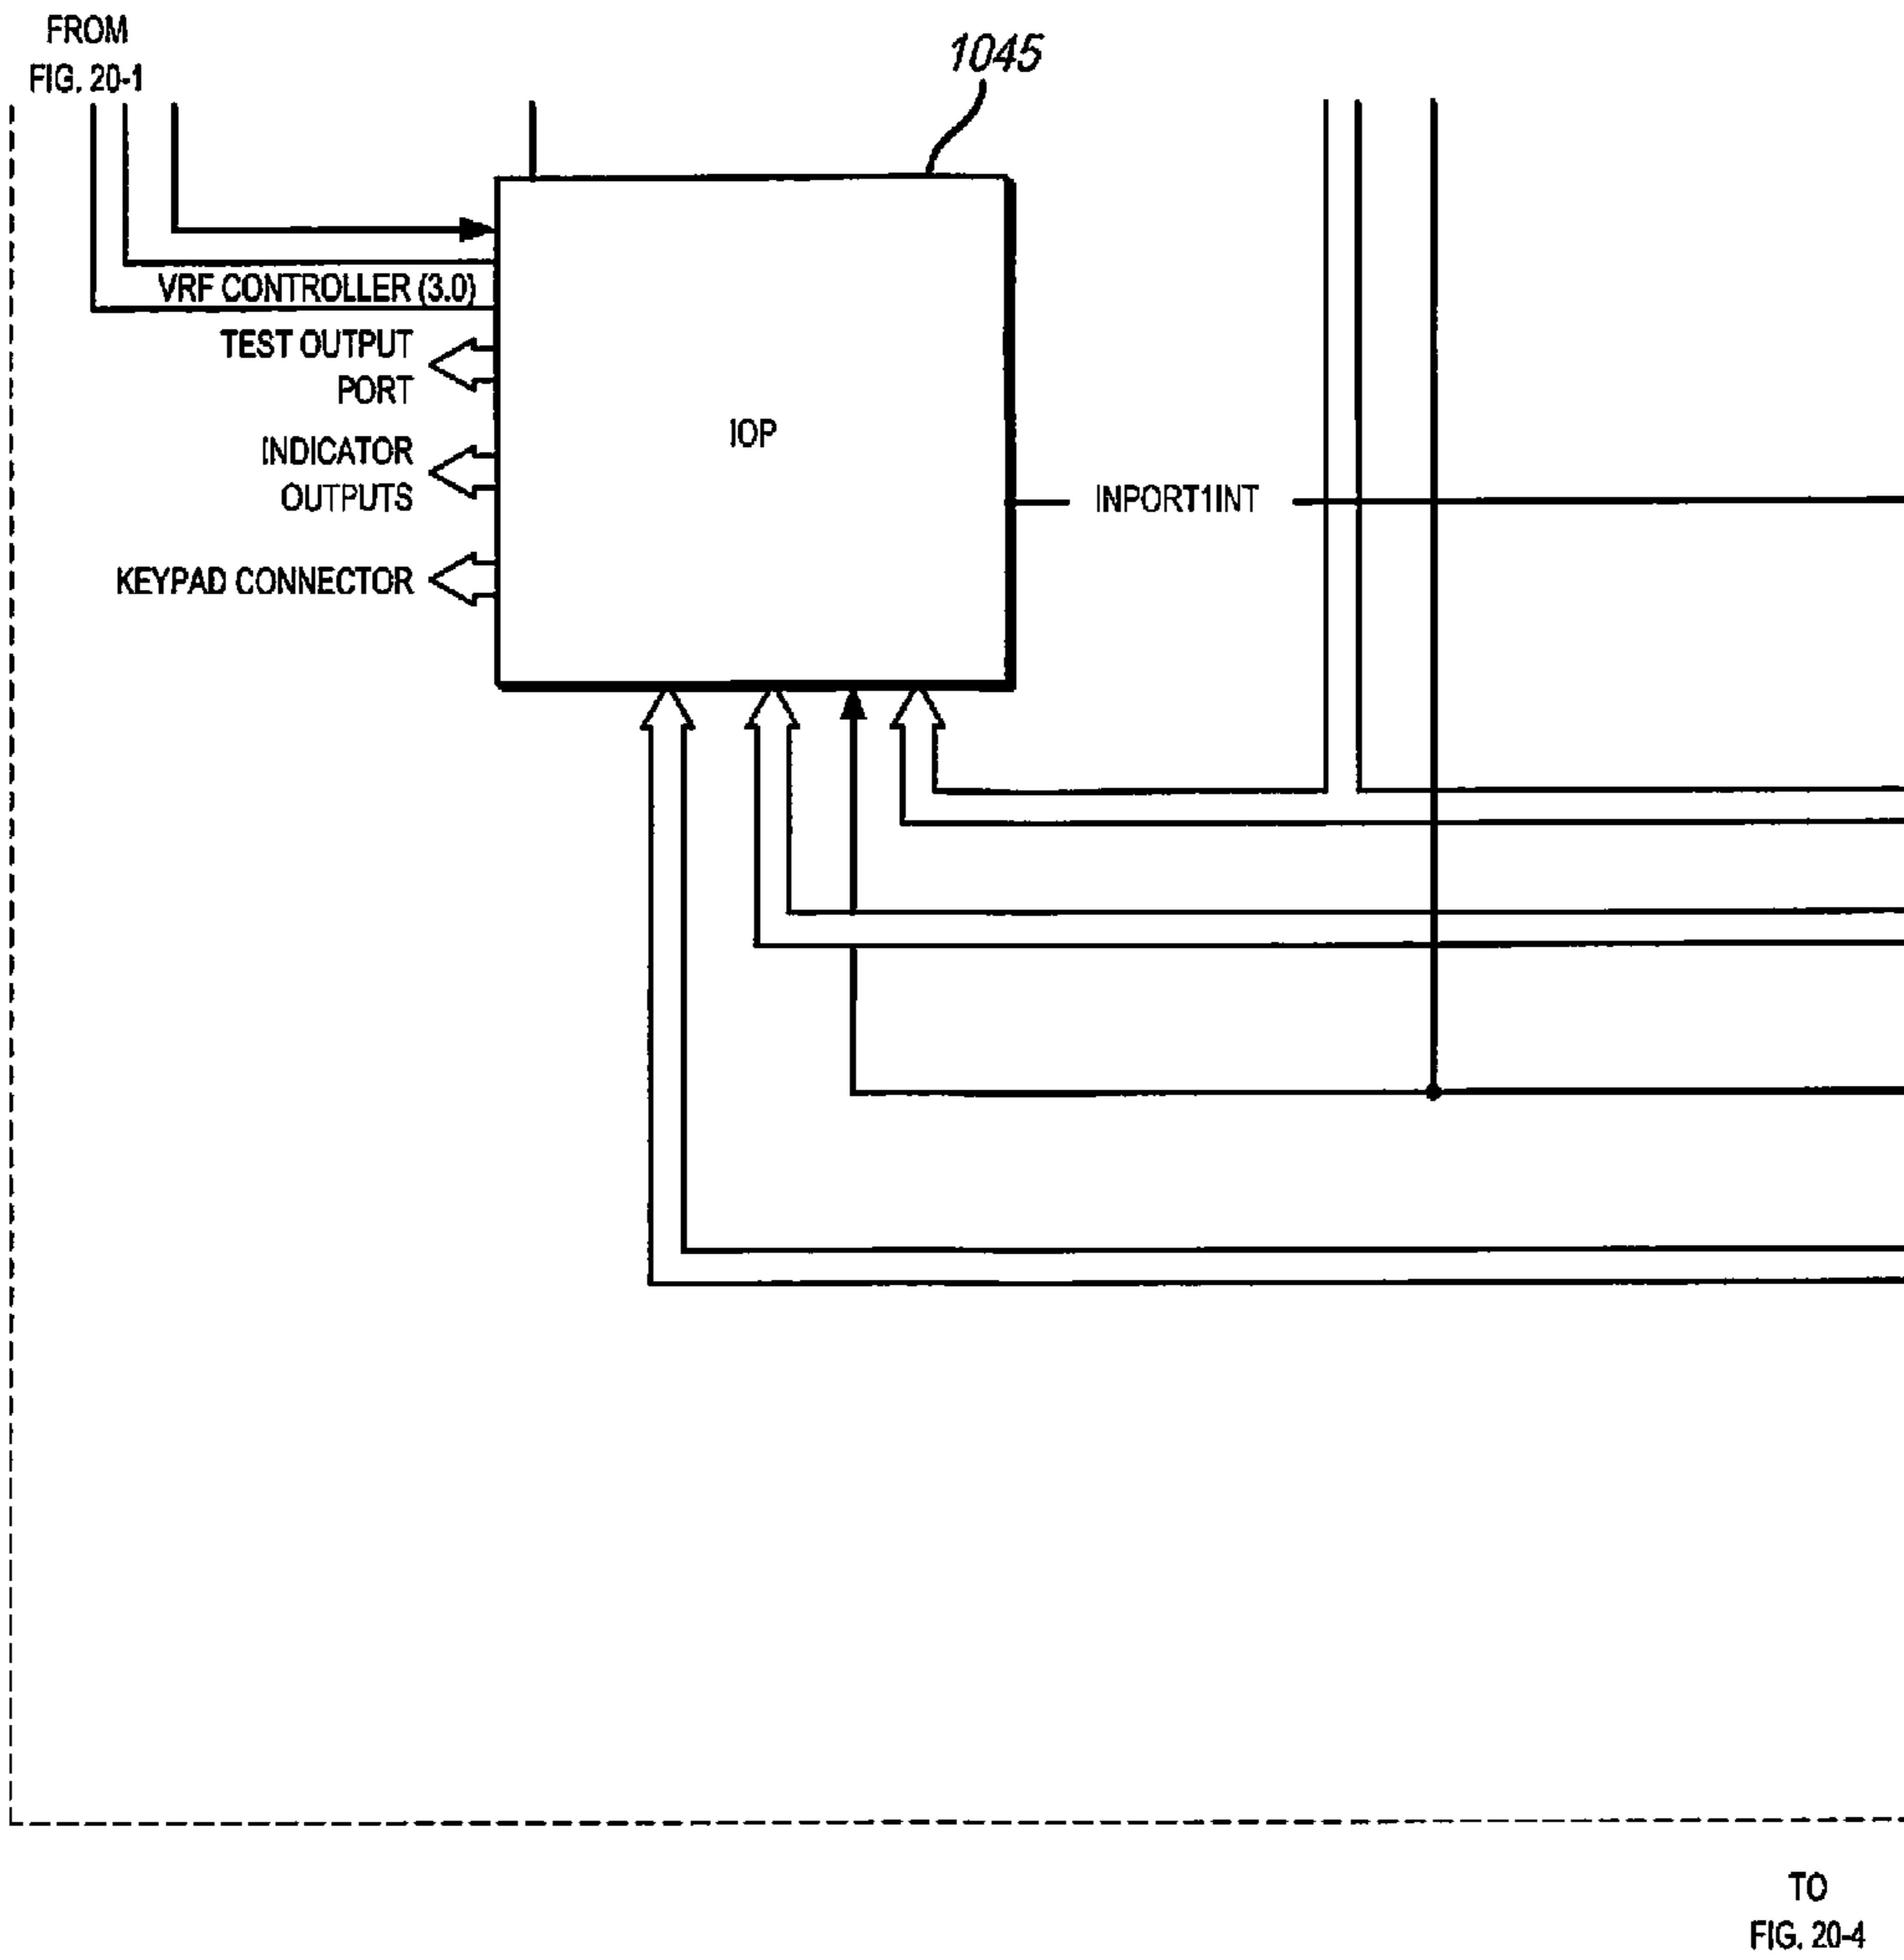 FROM
FIG. 20-1
1045
VRF CONTROLLER (3.0)
TEST OUTPUT
PORT
IOP
INDICATOR
OUTPUTS
INPORT1INT
KEYPAD CONNECTOR
TO
FIG. 20-4